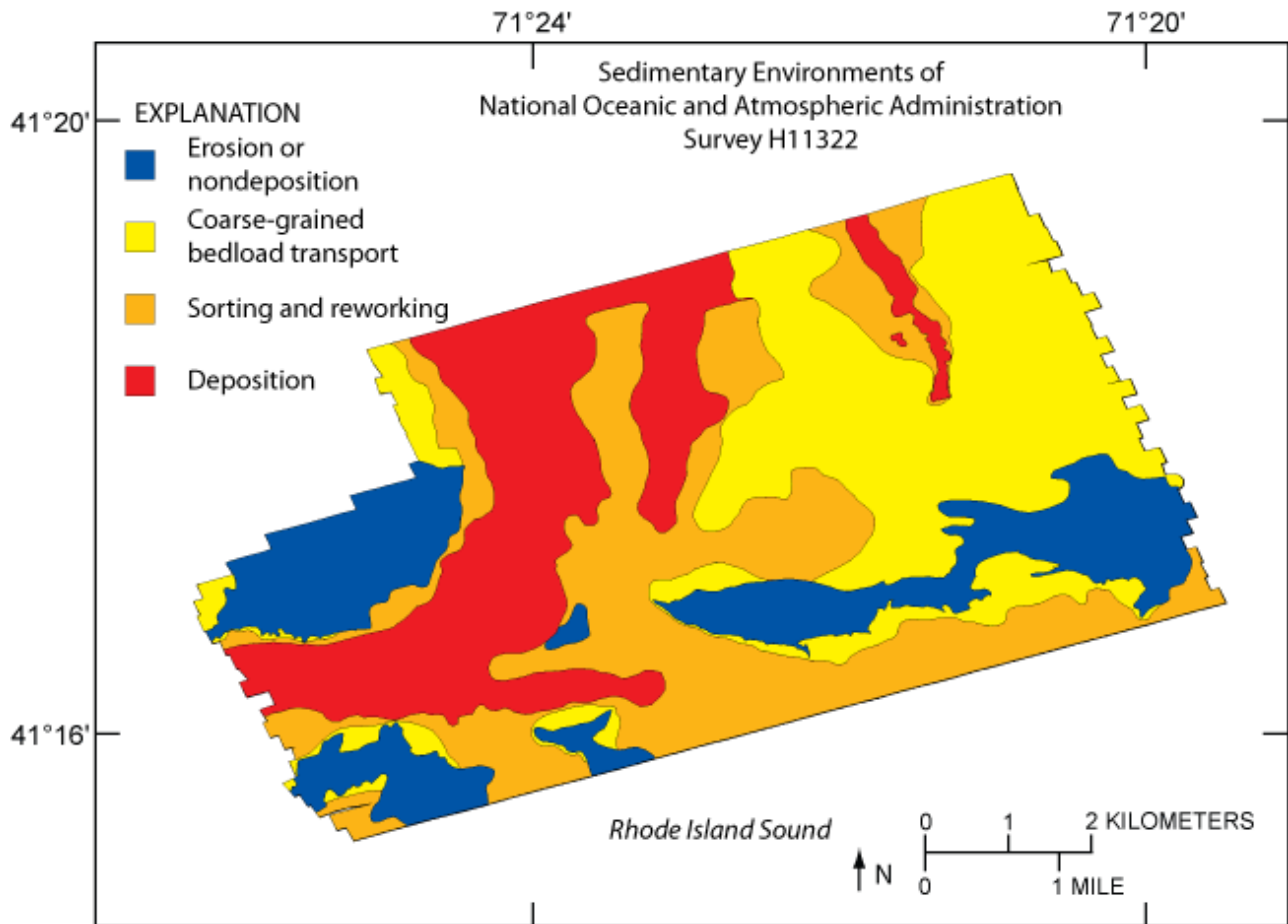 71°24'
71°20'
Sedimentary Environments of
National Oceanic and Atmospheric Administration
Survey H11322
41°20'
EXPLANATION
Erosion or
nondeposition
Coarse-grained
bedload transport
Sorting and reworking
Deposition
41°16'
Rhode Island Sound
N
0 1 2 KILOMETERS
0 1 MILE